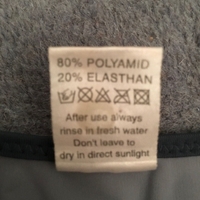 80% POLYAMID
20% ELASTHAN
After use always
rinse in fresh water
Don't leave to
dry in direct sunlight